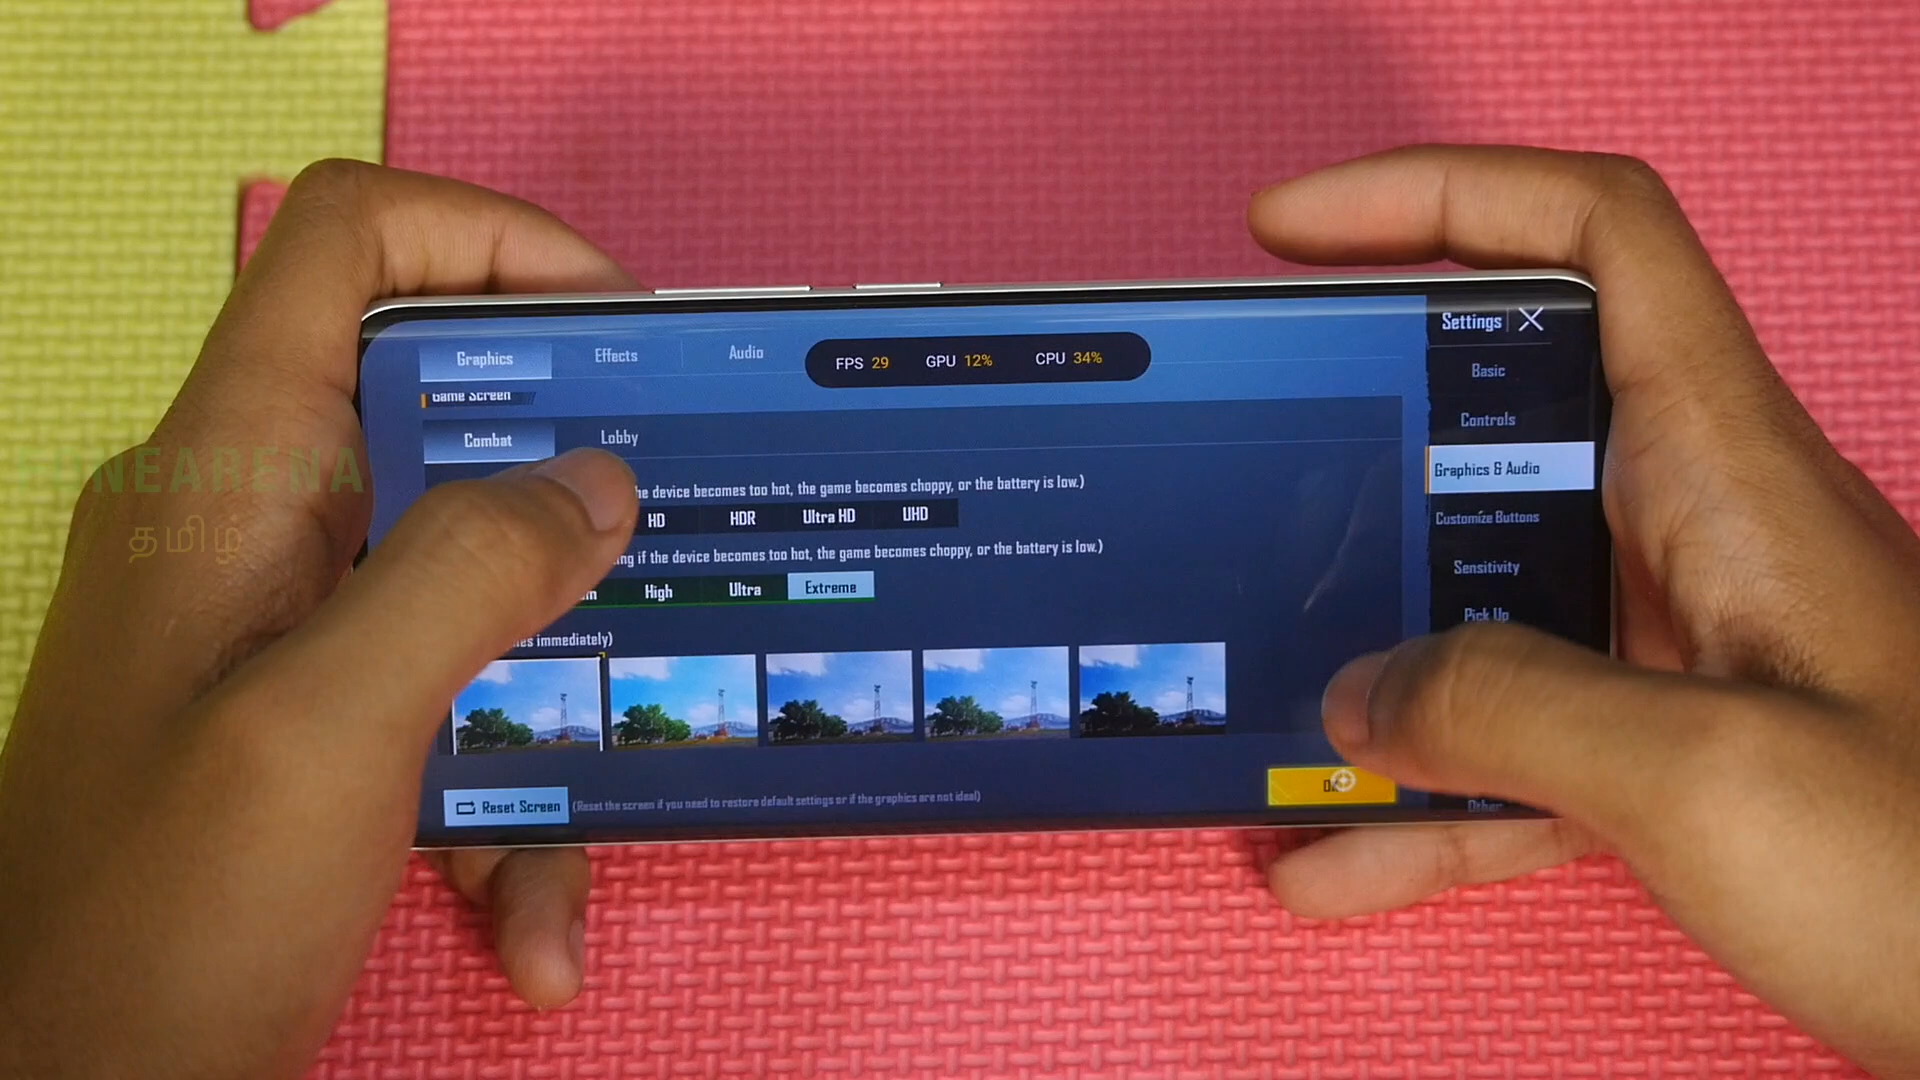 Settings
Graphics Effects Audio
FPS 29 GPU 12% CPU 34%
Basic
Game Screen
Controls
Combat Lobby
Graphics & Audio
NEARENA
he device becomes too hot, the game becomes choppy, or the battery is low.)
HD HDR Ultra HD UHD
Customize Buttons
தமிழ்
ng if the device becomes too hot, the game becomes choppy, or the battery is low.)
Sensitivity
m High Ultra Extreme
Pick Up
es immediately)
Reset Screen (Reset the screen if you need to restore default settings or if the graphics are not ideal)
OK
Other